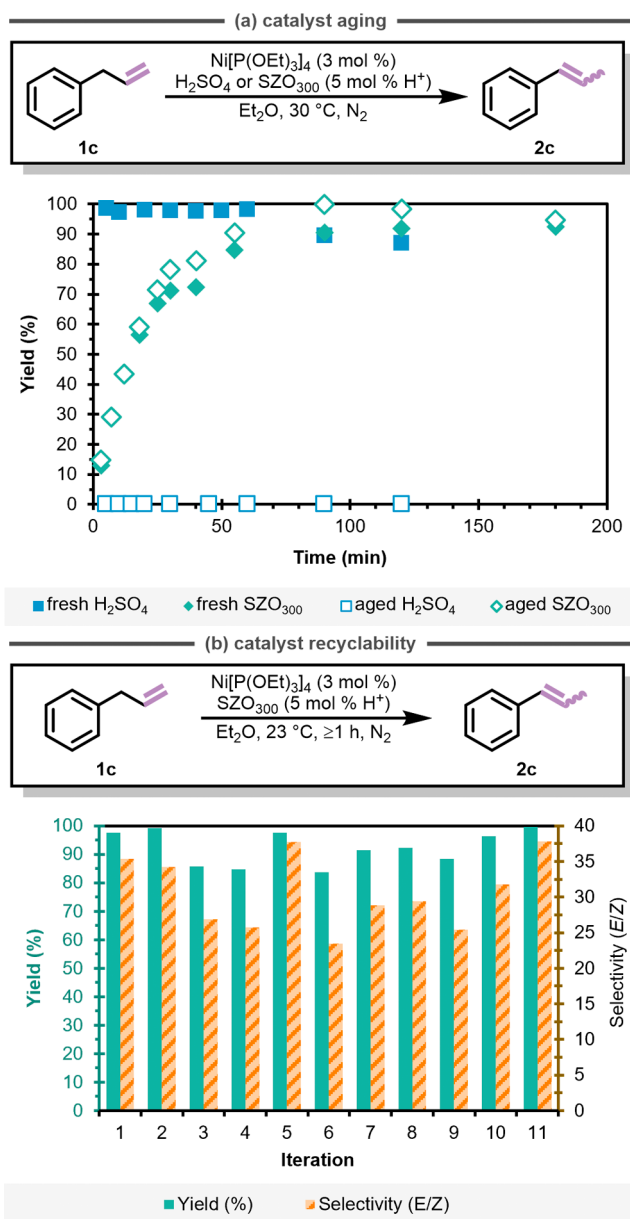 (a) catalyst aging
Ni[P(OEt)₃]₄ (3 mol %)
H₂SO₄ or SZO₃₀₀ (5 mol % H⁺)
Et₂O, 30 °C, N₂
1c
2c
100
90
80
70
60
50
40
30
20
10
0
Yield (%)
0
50
100
150
200
Time (min)
fresh H₂SO₄
fresh SZO₃₀₀
aged H₂SO₄
aged SZO₃₀₀
(b) catalyst recyclability
Ni[P(OEt)₃]₄ (3 mol %)
SZO₃₀₀ (5 mol % H⁺)
Et₂O, 23 °C, ≥1 h, N₂
1c
2c
100
90
80
70
60
50
40
30
20
10
0
Yield (%)
40
35
30
25
20
15
10
5
0
Selectivity (E/Z)
1 2 3 4 5 6 7 8 9 10 11
Iteration
Yield (%)
Selectivity (E/Z)